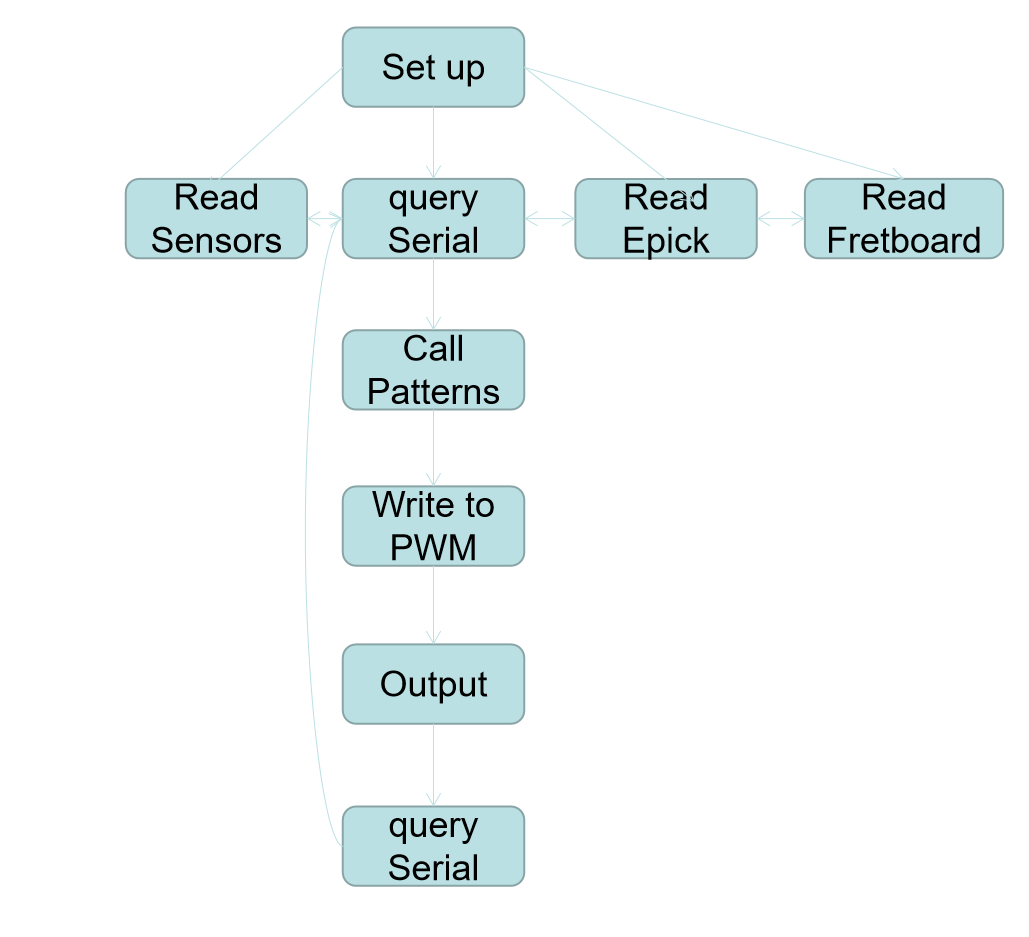 Set up
Read
Sensors
query
Serial
Read
Epick
Read
Fretboard
Call
Patterns
Write to
PWM
Output
query
Serial